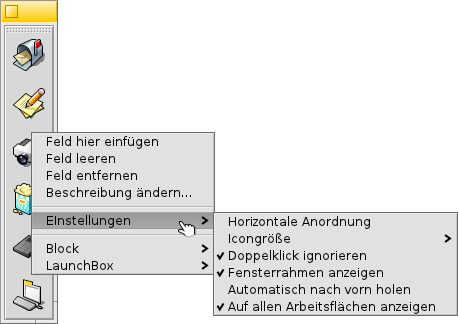 Feld hier einfügen
Feld leeren
Feld entfernen
Beschreibung ändern...
EInstellungen
Block
LaunchBox
Horizontale Anordnung
Icongröße
Doppelklick ignorieren
Fensterrahmen anzeigen
Automatisch nach vorn holen
Auf allen Arbeitsflächen anzeigen